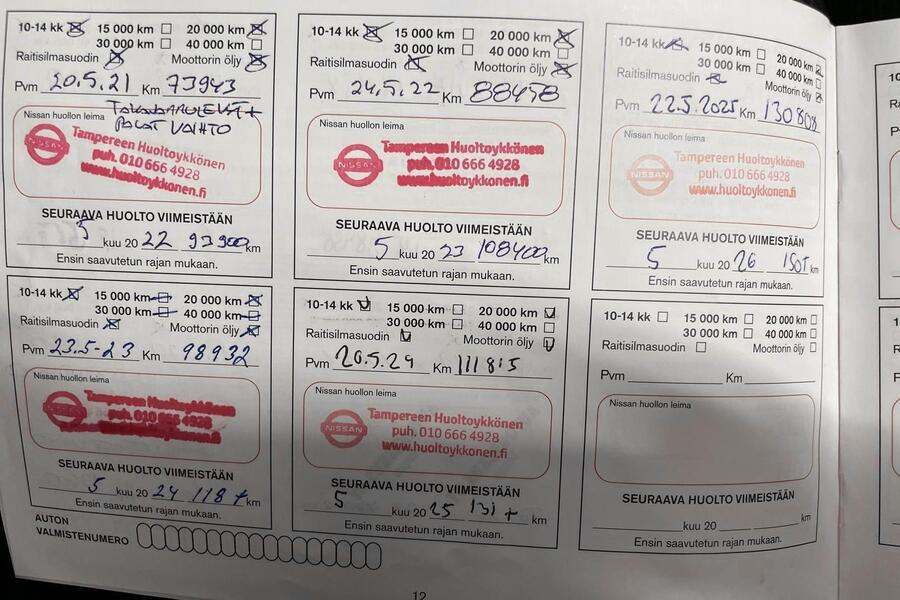 10-14 kk 15 000 km 20 000 km
30 000 km 40 000 km
Raitisilmasuodin Moottorin öljy
Pvm 20.5.21 Km 73943
PALAT VAIHTO
Nissan huollon leima
NISSAN
Tampereen Huoltoykkönen
puh. 010 666 4928
www.huoltoykkonen.fi
SEURAAVA HUOLTO VIIMEISTÄÄN
5 kuu 20 22 93900 km
Ensin saavutetun rajan mukaan.
10-14 kk 15 000 km 20 000 km
30 000 km 40 000 km
Raitisilmasuodin Moottorin öljy
Pvm 24.5.22 Km 88458
Nissan huollon leima
NISSAN
Tampereen Huoltoykkönen
puh. 010 666 4928
www.huoltoykkonen.fi
SEURAAVA HUOLTO VIIMEISTÄÄN
5 kuu 20 23 108400 km
Ensin saavutetun rajan mukaan.
10-14 kk 15 000 km 20 000 km
30 000 km 40 000 km
Raitisilmasuodin Moottorin öljy
Pvm 22.5.2025 Km 130808
Nissan huollon leima
NISSAN
Tampereen Huoltoykkönen
puh. 010 666 4928
www.huoltoykkonen.fi
SEURAAVA HUOLTO VIIMEISTÄÄN
5 kuu 20 26 km
Ensin saavutetun rajan mukaan.
10-14 kk 15 000 km 20 000 km
30 000 km 40 000 km
Raitisilmasuodin Moottorin öljy
Pvm 23.5-23 Km 98932
Nissan huollon leima
NISSAN
Tampereen Huoltoykkönen
puh. 010 666 4928
SEURAAVA HUOLTO VIIMEISTÄÄN
5 kuu 20 24 118 + km
Ensin saavutetun rajan mukaan.
10-14 kk 15 000 km 20 000 km
30 000 km 40 000 km
Raitisilmasuodin Moottorin öljy
Pvm 20.5.24 Km 111815
Nissan huollon leima
NISSAN
Tampereen Huoltoykkönen
puh. 010 666 4928
www.huoltoykkonen.fi
SEURAAVA HUOLTO VIIMEISTÄÄN
5 kuu 20 25 131 + km
Ensin saavutetun rajan mukaan.
10-14 kk 15 000 km 20 000 km
30 000 km 40 000 km
Raitisilmasuodin Moottorin öljy
Pvm Km
Nissan huollon leima
SEURAAVA HUOLTO VIIMEISTÄÄN
kuu 20 km
Ensin saavutetun rajan mukaan.
AUTON
VALMISTENUMERO
12